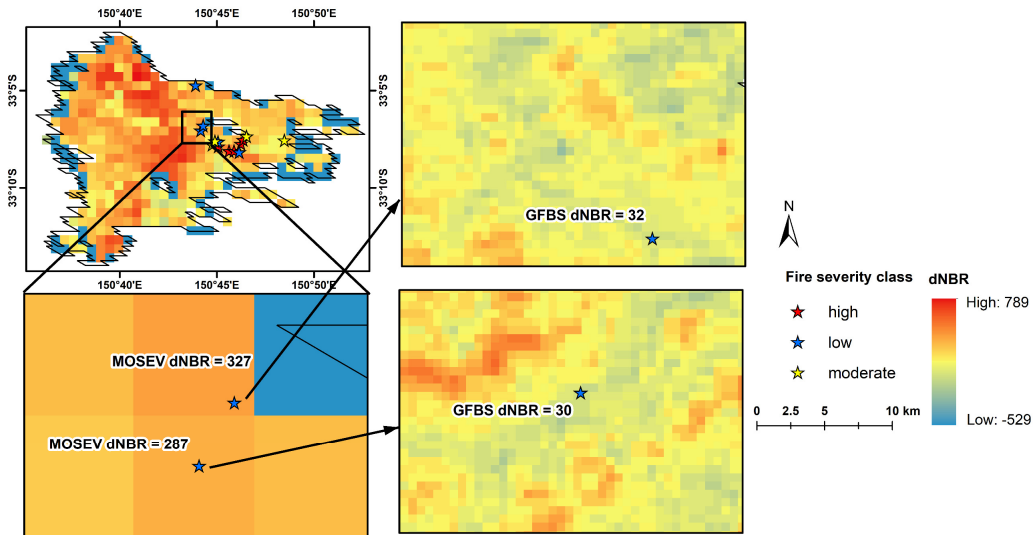 150°40'E 150°45'E 150°50'E
33°5'S
33°5'S
33°10'S
33°10'S
150°40'E 150°45'E 150°50'E
GFBS dNBR = 32
MOSEV dNBR = 327
MOSEV dNBR = 287
GFBS dNBR = 30
N
Fire severity class
high
low
moderate
0 2.5 5 10 km
dNBR
High: 789
Low: -529